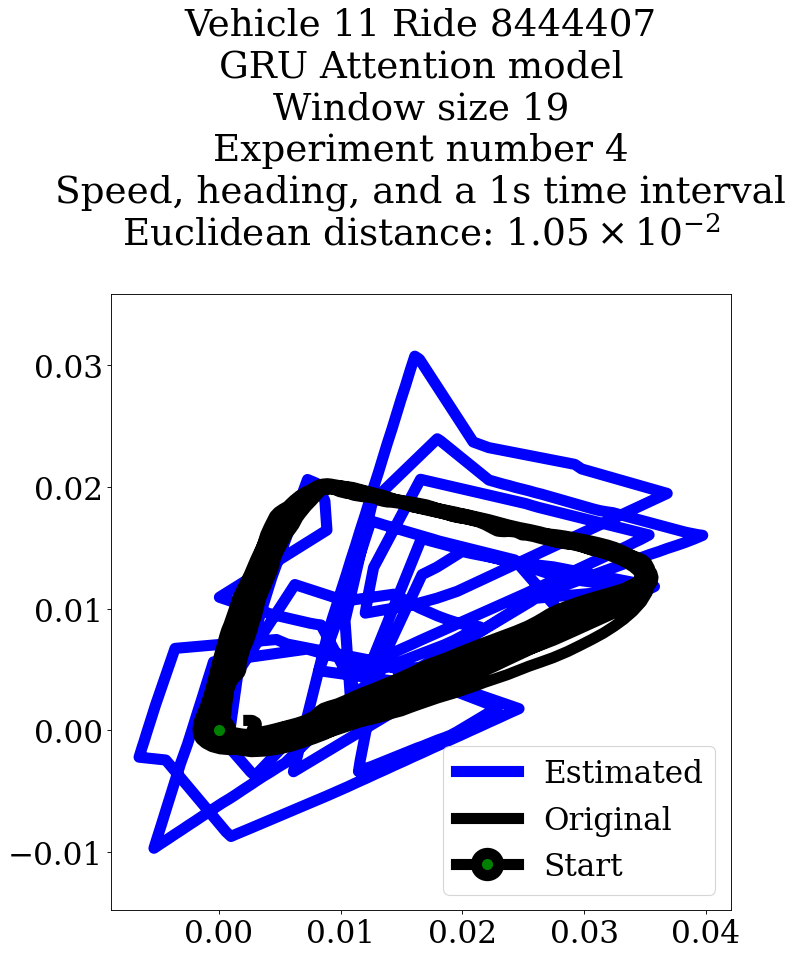 Vehicle 11 Ride 8444407
GRU Attention model
Window size 19
Experiment number 4
Speed, heading, and a 1s time interval
Euclidean distance: 1.05 × 10⁻²
0.03
0.02
0.01
0.00
−0.01
Estimated
Original
Start
0.00 0.01 0.02 0.03 0.04